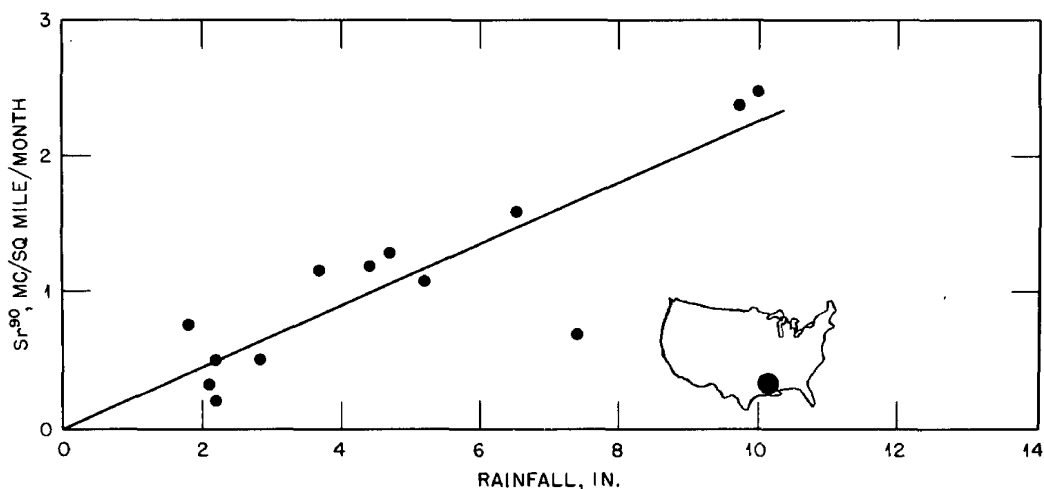 3
2
1
0
Sr⁹⁰, MC/SQ MILE/MONTH
0 2 4 6 8 10 12 14
RAINFALL, IN.